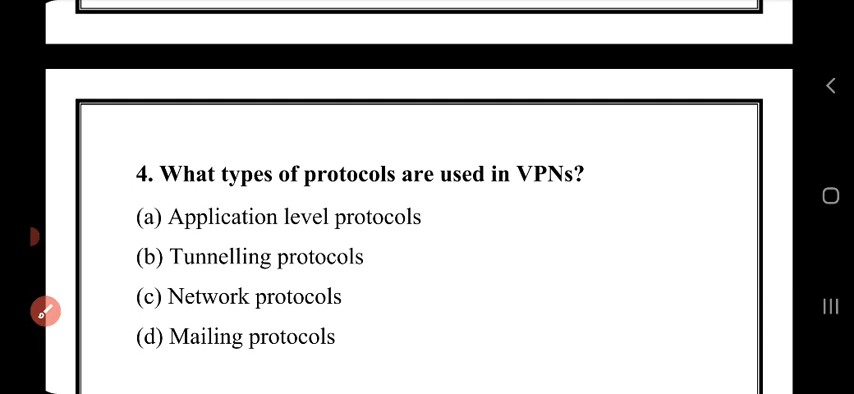 4. What types of protocols are used in VPNs?
(a) Application level protocols
(b) Tunnelling protocols
(c) Network protocols
(d) Mailing protocols